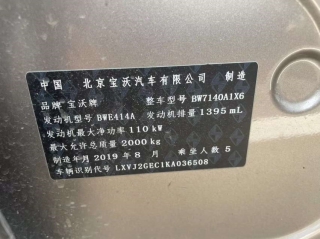 中国 北京宝沃汽车有限公司 制造
品牌 宝沃牌 整车型号 BW7140A1X6
发动机型号 BWE414A 发动机排量 1395 mL
发动机最大净功率 110 kW
最大允许总质量 2000 kg
制造年月 2019 年 8 月 乘坐人数 5
车辆识别代号 LXVJ2GEC1KA036508